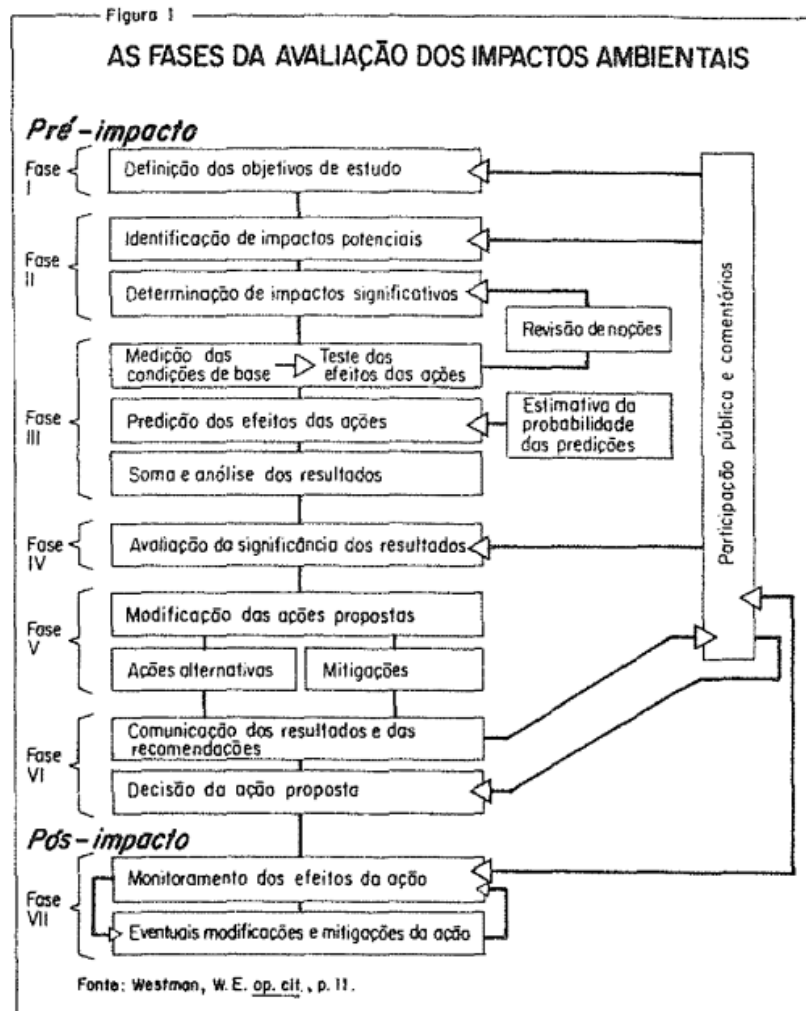 Figura 1
AS FASES DA AVALIAÇÃO DOS IMPACTOS AMBIENTAIS
Pré-impacto
Fase
I
Definição dos objetivos de estudo
Fase
II
Identificação de impactos potenciais
Determinação de impactos significativos
Revisão de noções
Fase
III
Medição das
condições de base
Teste dos
efeitos das ações
Predição dos efeitos das ações
Estimativa da
probabilidade
das predições
Soma e análise dos resultados
Participação pública e comentórios
Fase
IV
Avaliação da significância dos resultados
Fase
V
Modificação das ações propostas
Ações alternativas
Mitigações
Fase
VI
Comunicação dos resultados e das
recomendações
Decisão da ação proposta
Pós-impacto
Fase
VII
Monitoramento dos efeitos da ação
Eventuais modificações e mitigações da ação
Fonte: Westman, W. E. op. cit., p. 11.